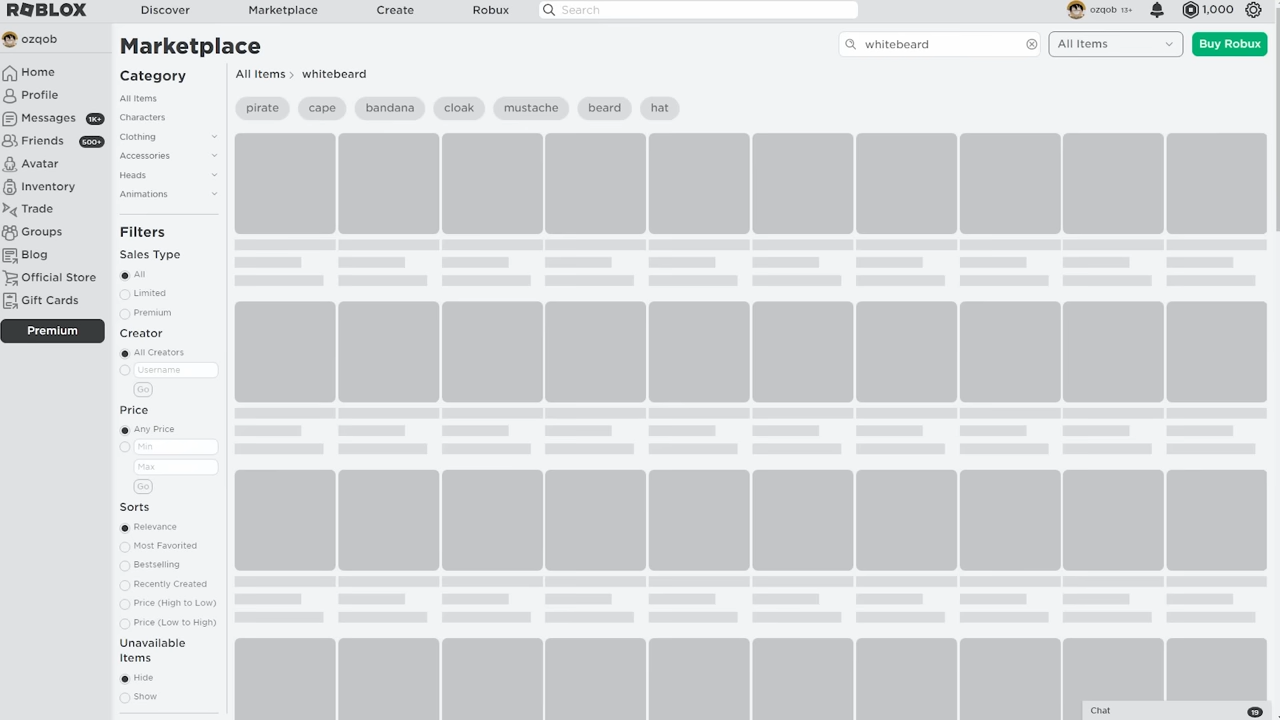 ROBLOX
Discover
Marketplace
Create
Robux
Search
ozqob 13+
1,000
ozqob
Home
Profile
Messages 1K+
Friends 500+
Avatar
Inventory
Trade
Groups
Blog
Official Store
Gift Cards
Premium
Marketplace
whitebeard
All Items
Buy Robux
Category
All Items
Characters
Clothing
Accessories
Heads
Animations
Filters
Sales Type
All
Limited
Premium
Creator
All Creators
Username
Go
Price
Any Price
Min
Max
Go
Sorts
Relevance
Most Favorited
Bestselling
Recently Created
Price (High to Low)
Price (Low to High)
Unavailable
Items
Hide
Show
All Items > whitebeard
pirate
cape
bandana
cloak
mustache
beard
hat
Chat
19